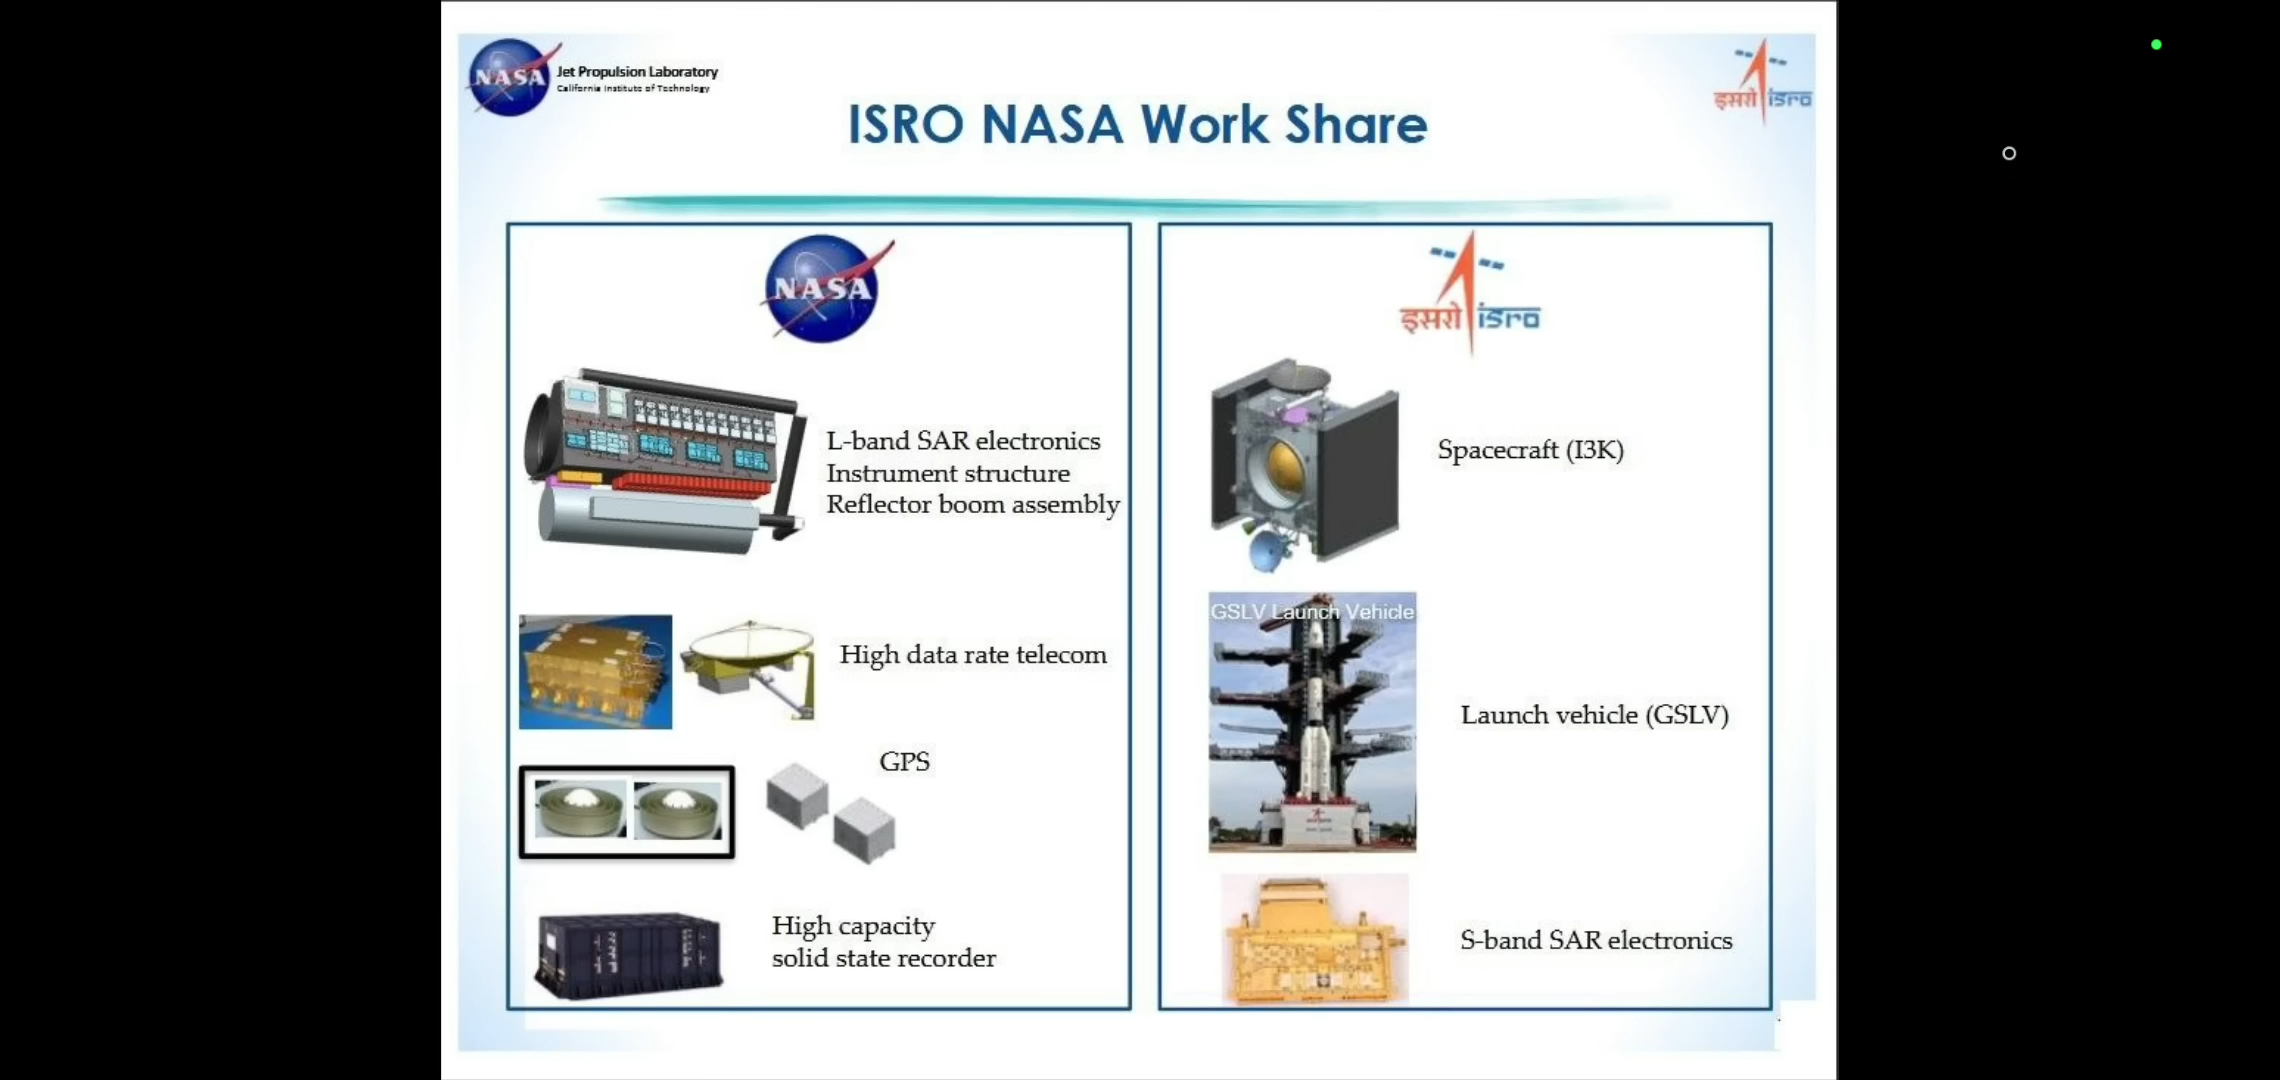 NASA
Jet Propulsion Laboratory
California Institute of Technology
इसरो isro
ISRO NASA Work Share
NASA
L-band SAR electronics
Instrument structure
Reflector boom assembly
High data rate telecom
GPS
High capacity
solid state recorder
इसरो isro
Spacecraft (I3K)
GSLV Launch Vehicle
Launch vehicle (GSLV)
S-band SAR electronics